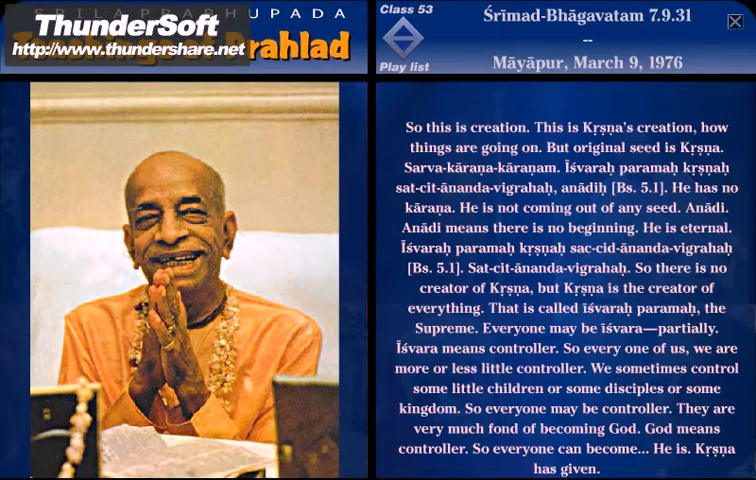 SRILA PRABHUPADA
ThunderSoft
http://www.thundershare.net
Prahlad
Class 53
Play list
Śrīmad-Bhāgavatam 7.9.31
--
Māyāpur, March 9, 1976
So this is creation. This is Kṛṣṇa's creation, how
things are going on. But original seed is Kṛṣṇa.
Sarva-kāraṇa-kāraṇam. Īśvaraḥ paramaḥ kṛṣṇaḥ
sat-cit-ānanda-vigrahaḥ, anādiḥ [Bs. 5.1]. He has no
kāraṇa. He is not coming out of any seed. Anādi.
Anādi means there is no beginning. He is eternal.
Īśvaraḥ paramaḥ kṛṣṇaḥ sac-cid-ānanda-vigrahaḥ
[Bs. 5.1]. Sat-cit-ānanda-vigrahaḥ. So there is no
creator of Kṛṣṇa, but Kṛṣṇa is the creator of
everything. That is called īśvaraḥ paramaḥ, the
Supreme. Everyone may be īśvara—partially.
Īśvara means controller. So every one of us, we are
more or less little controller. We sometimes control
some little children or some disciples or some
kingdom. So everyone may be controller. They are
very much fond of becoming God. God means
controller. So everyone can become... He is. Kṛṣṇa
has given.